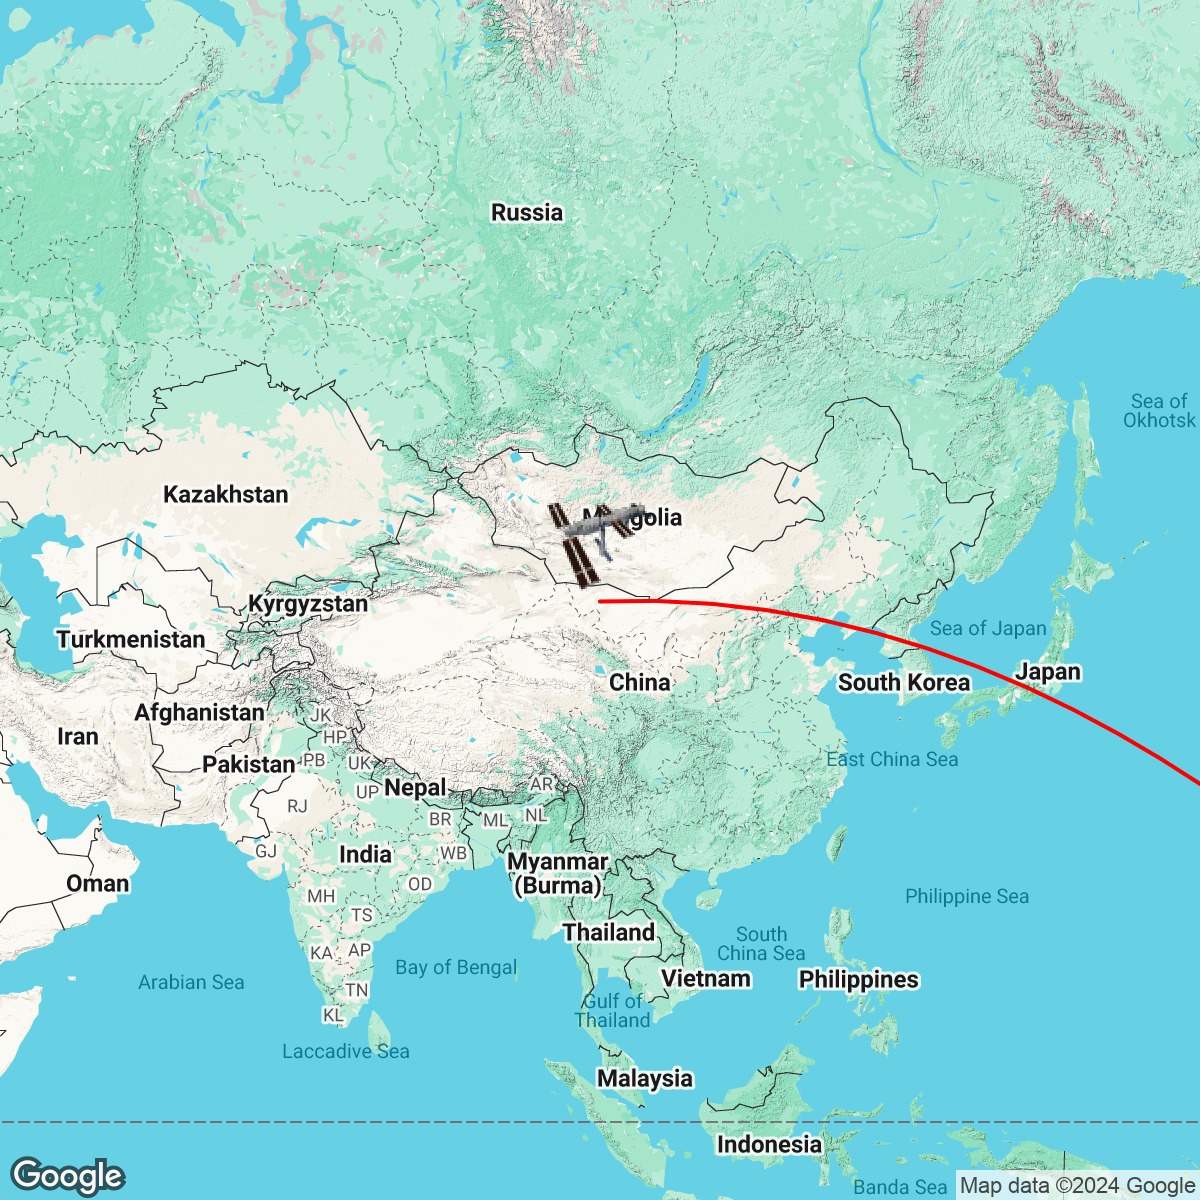 Russia
Sea of
Okhotsk
Kazakhstan
Mongolia
Kyrgyzstan
Turkmenistan
Sea of Japan
Japan
China
South Korea
Afghanistan
JK
HP
Iran
Pakistan
PB
UK
East China Sea
UP
Nepal
AR
RJ
BR
ML
NL
GJ
India
WB
Myanmar
(Burma)
Oman
OD
MH
Philippine Sea
TS
Thailand
South
China Sea
KA
AP
Bay of Bengal
Arabian Sea
Vietnam
Philippines
TN
Gulf of
Thailand
KL
Laccadive Sea
Malaysia
Indonesia
Google
Banda Sea
Map data ©2024 Google